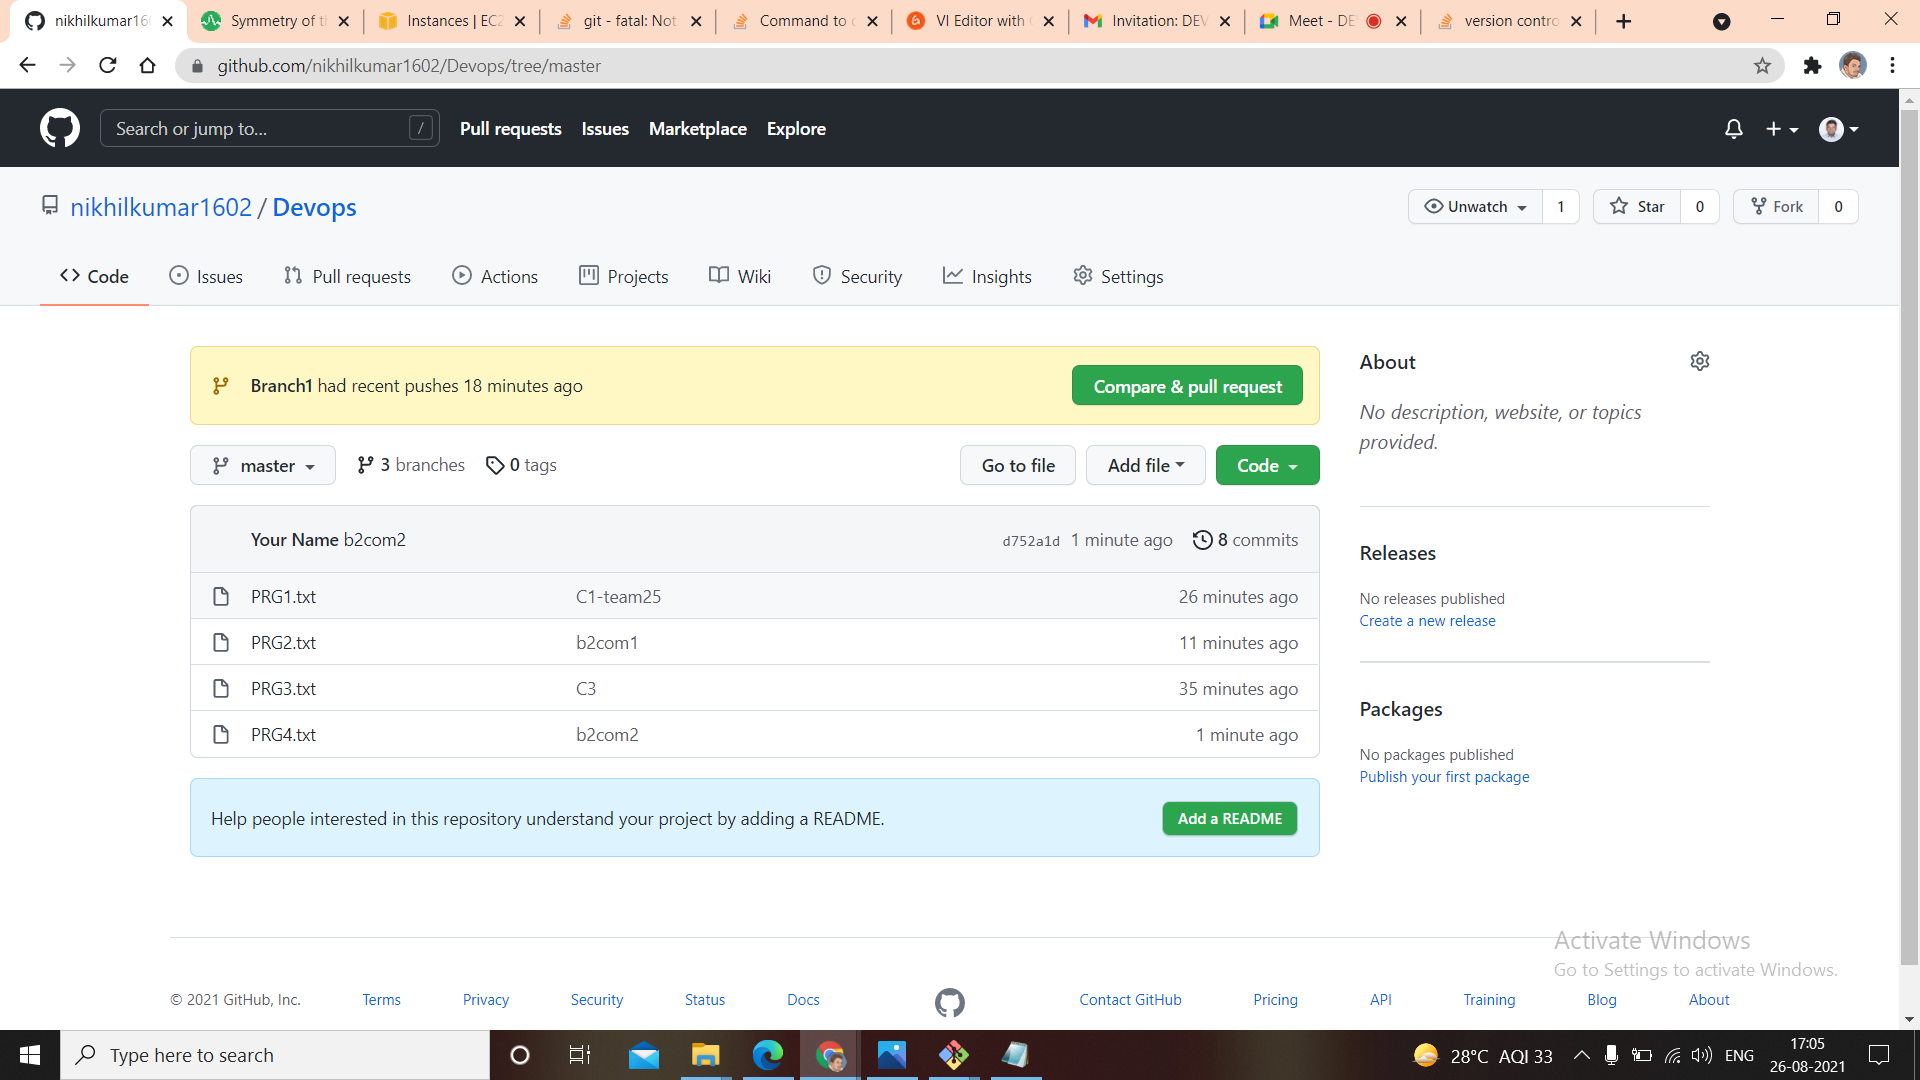 nikhilkumar16
Symmetry of t
Instances | EC2
git - fatal: Not
Command to
VI Editor with
Invitation: DEV
Meet - DE
version contro
github.com/nikhilkumar1602/Devops/tree/master
Search or jump to... /
Pull requests Issues Marketplace Explore
nikhilkumar1602 / Devops
Unwatch 1 Star 0 Fork 0
Code Issues Pull requests Actions Projects Wiki Security Insights Settings
Branch1 had recent pushes 18 minutes ago
Compare & pull request
About
No description, website, or topics
provided.
master 3 branches 0 tags
Go to file Add file Code
Your Name b2com2 d752a1d 1 minute ago 8 commits
PRG1.txt C1-team25 26 minutes ago
PRG2.txt b2com1 11 minutes ago
PRG3.txt C3 35 minutes ago
PRG4.txt b2com2 1 minute ago
Releases
No releases published
Create a new release
Packages
No packages published
Publish your first package
Help people interested in this repository understand your project by adding a README.
Add a README
Activate Windows
Go to Settings to activate Windows.
© 2021 GitHub, Inc. Terms Privacy Security Status Docs Contact GitHub Pricing API Training Blog About
Type here to search
28°C AQI 33
ENG
17:05
26-08-2021